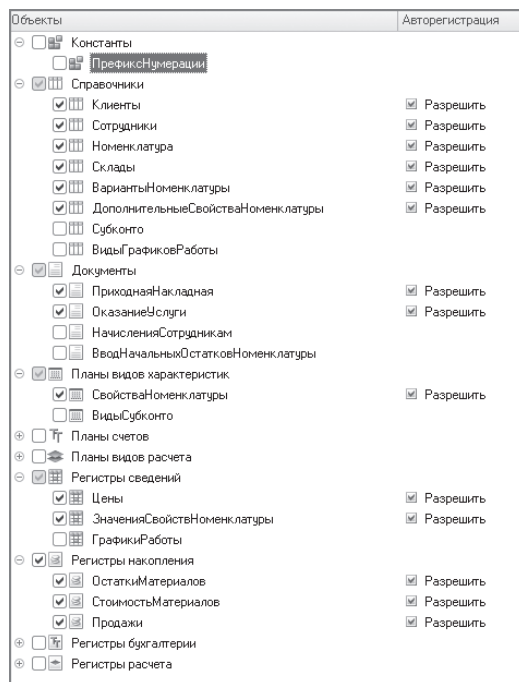 Объекты Авторегистрация
Константы
ПрефиксНумерации
Справочники
Клиенты Разрешить
Сотрудники Разрешить
Номенклатура Разрешить
Склады Разрешить
ВариантыНоменклатуры Разрешить
ДополнительныеСвойстваНоменклатуры Разрешить
Субконто
ВидыГрафиковРаботы
Документы
ПриходнаяНакладная Разрешить
ОказаниеУслуги Разрешить
НачисленияСотрудникам
ВводНачальныхОстатковНоменклатуры
Планы видов характеристик
СвойстваНоменклатуры Разрешить
ВидыСубконто
Планы счетов
Планы видов расчета
Регистры сведений
Цены Разрешить
ЗначенияСвойствНоменклатуры Разрешить
ГрафикиРаботы
Регистры накопления
ОстаткиМатериалов Разрешить
СтоимостьМатериалов Разрешить
Продажи Разрешить
Регистры бухгалтерии
Регистры расчета